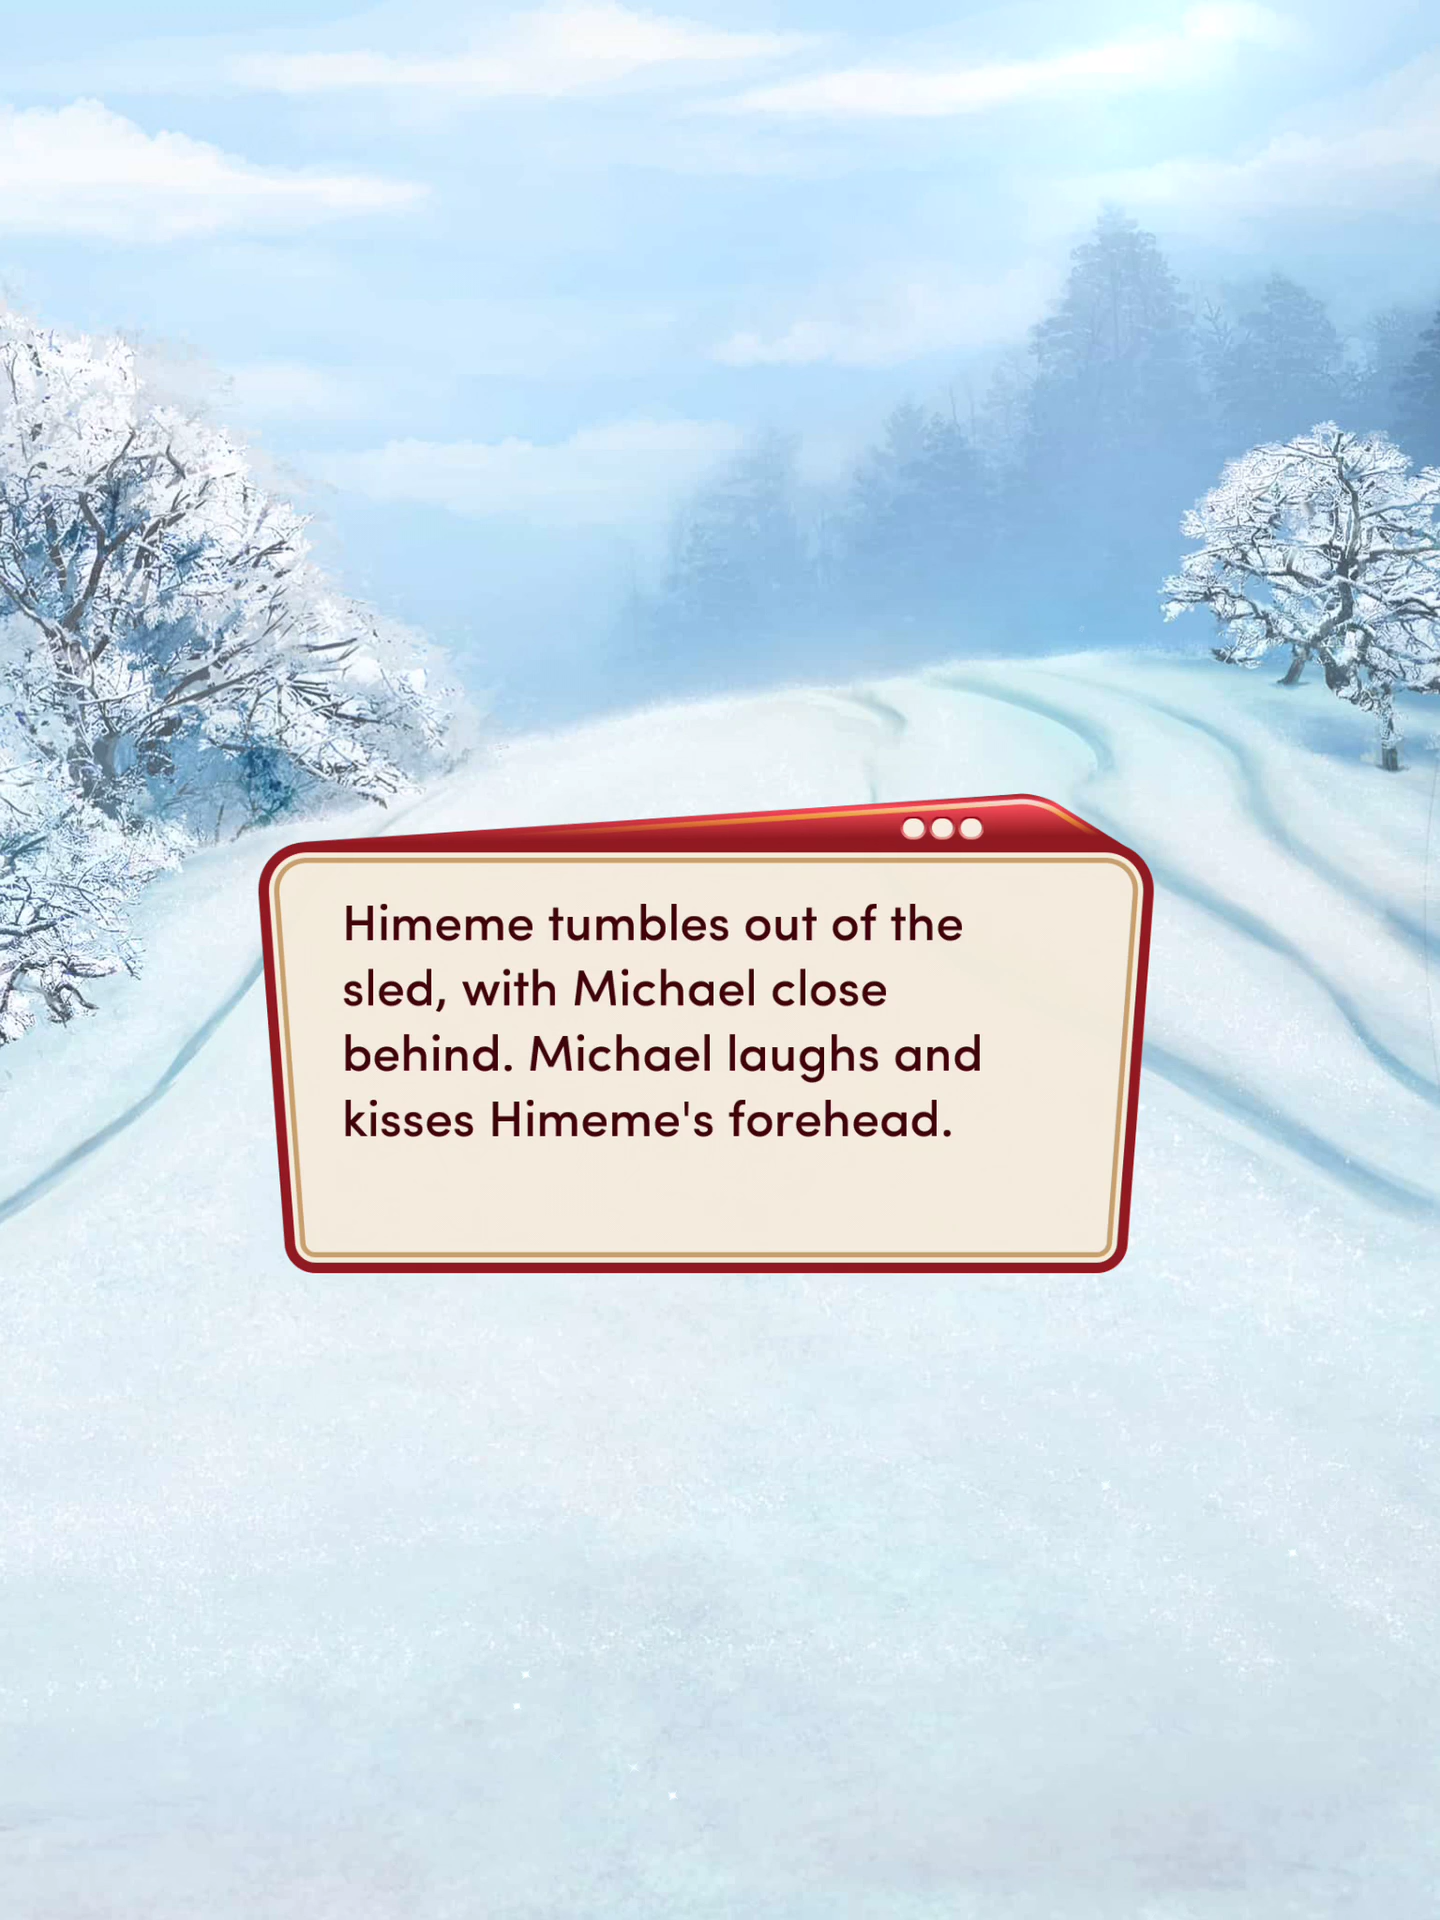 Himeme tumbles out of the
sled, with Michael close
behind. Michael laughs and
kisses Himeme's forehead.